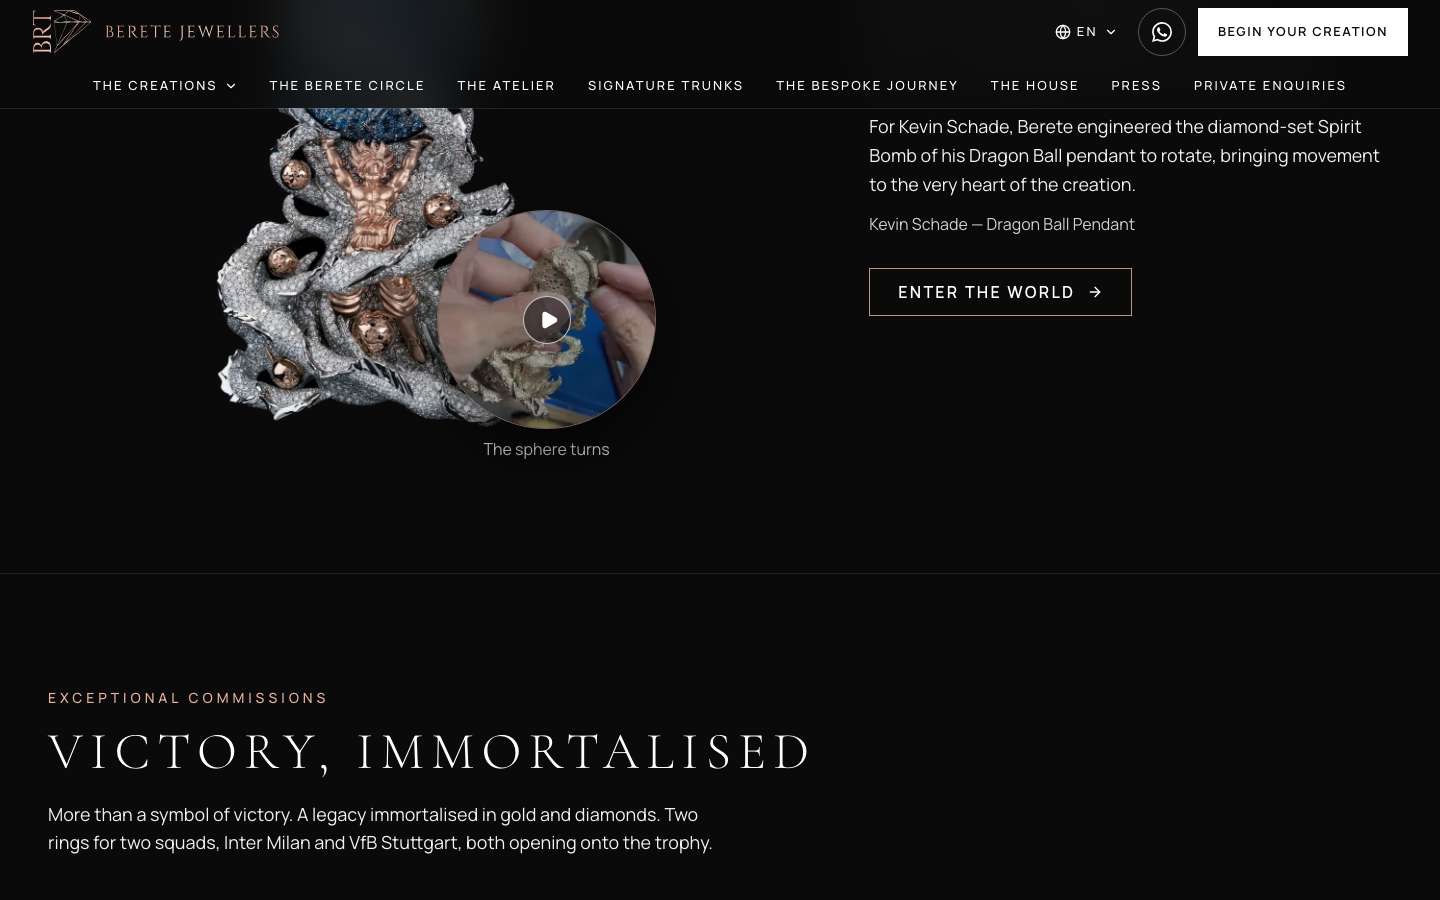 BRT
BERETE JEWELLERS
EN
BEGIN YOUR CREATION
THE CREATIONS
THE BERETE CIRCLE
THE ATELIER
SIGNATURE TRUNKS
THE BESPOKE JOURNEY
THE HOUSE
PRESS
PRIVATE ENQUIRIES
For Kevin Schade, Berete engineered the diamond-set Spirit
Bomb of his Dragon Ball pendant to rotate, bringing movement
to the very heart of the creation.
Kevin Schade — Dragon Ball Pendant
ENTER THE WORLD
The sphere turns
EXCEPTIONAL COMMISSIONS
VICTORY, IMMORTALISED
More than a symbol of victory. A legacy immortalised in gold and diamonds. Two
rings for two squads, Inter Milan and VfB Stuttgart, both opening onto the trophy.